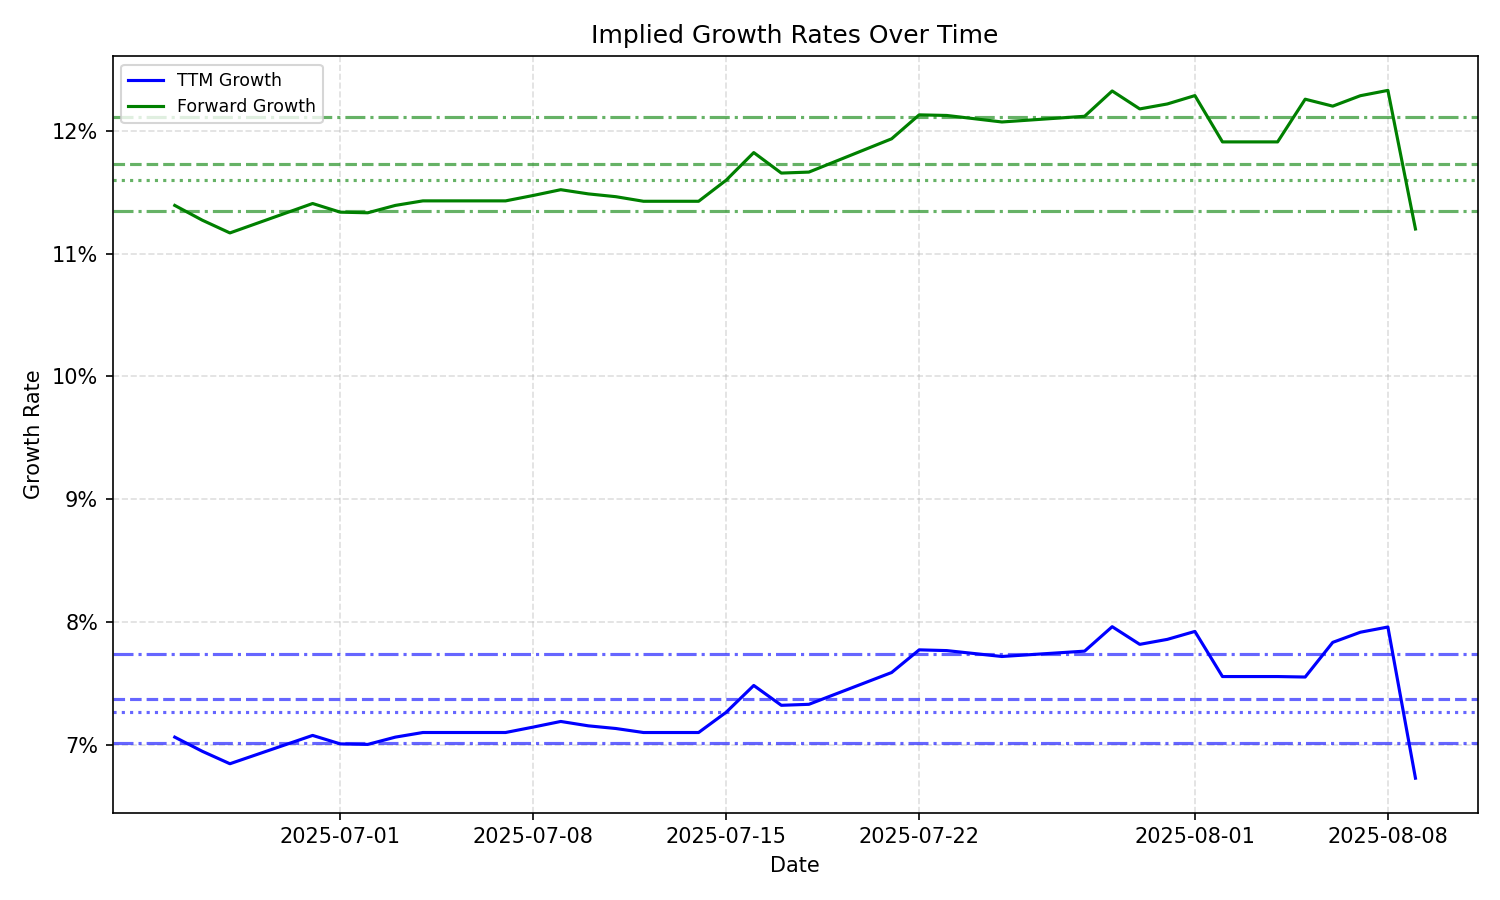 Implied Growth Rates Over Time
TTM Growth
Forward Growth
12%
11%
10%
9%
8%
7%
Growth Rate
2025-07-01
2025-07-08
2025-07-15
2025-07-22
2025-08-01
2025-08-08
Date